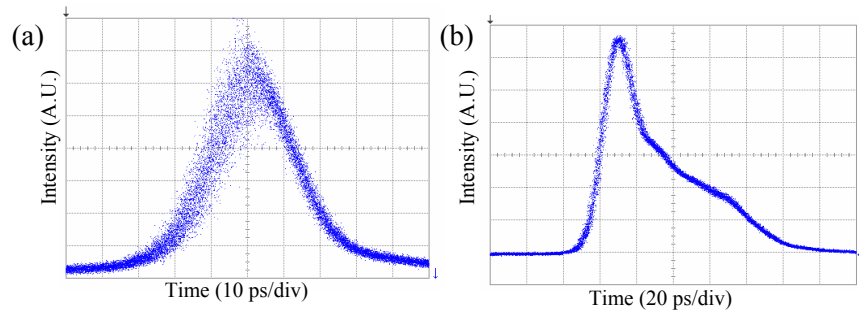 (a)
Intensity (A.U.)
Time (10 ps/div)
(b)
Intensity (A.U.)
Time (20 ps/div)